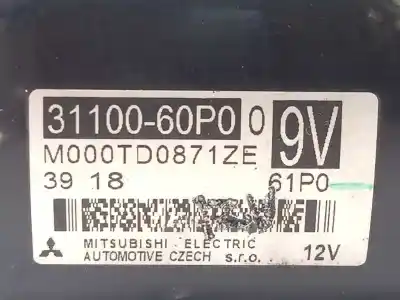 31100-60P0 0 9V
M000TD0871ZE
39 18 61P0
MITSUBISHI ELECTRIC
AUTOMOTIVE CZECH s.r.o. 12V